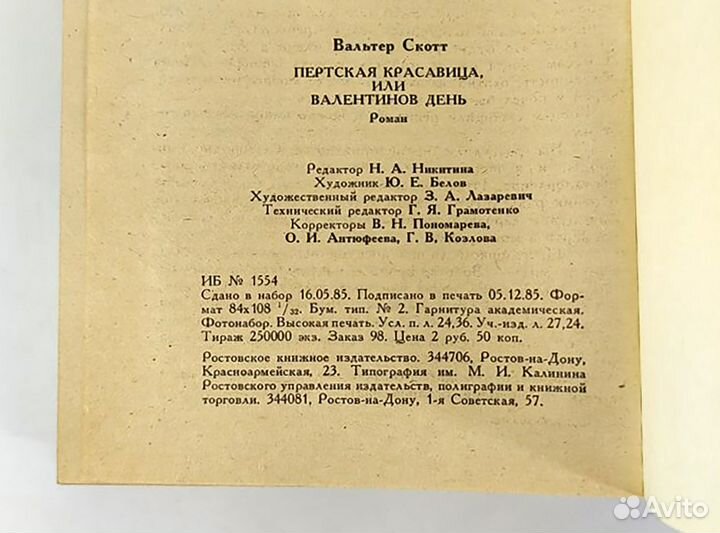 Вальтер Скотт
ПЕРТСКАЯ КРАСАВИЦА,
ИЛИ
ВАЛЕНТИНОВ ДЕНЬ
Роман
Редактор Н. А. Никитина
Художник Ю. Е. Белов
Художественный редактор З. А. Лазаревич
Технический редактор Г. Я. Грамотенко
Корректоры В. Н. Пономарева,
О. И. Антюфеева, Г. В. Козлова
ИБ № 1554
Сдано в набор 16.05.85. Подписано в печать 05.12.85. Фор-
мат 84х108 1/32. Бум. тип. № 2. Гарнитура академическая.
Фотонабор. Высокая печать. Усл. п. л. 24,36. Уч.-изд. л. 27,24.
Тираж 250000 экз. Заказ 98. Цена 2 руб. 50 коп.
Ростовское книжное издательство. 344706, Ростов-на-Дону,
Красноармейская, 23. Типография им. М. И. Калинина
Ростовского управления издательств, полиграфии и книжной
торговли. 344081, Ростов-на-Дону, 1-я Советская, 57.
Avito